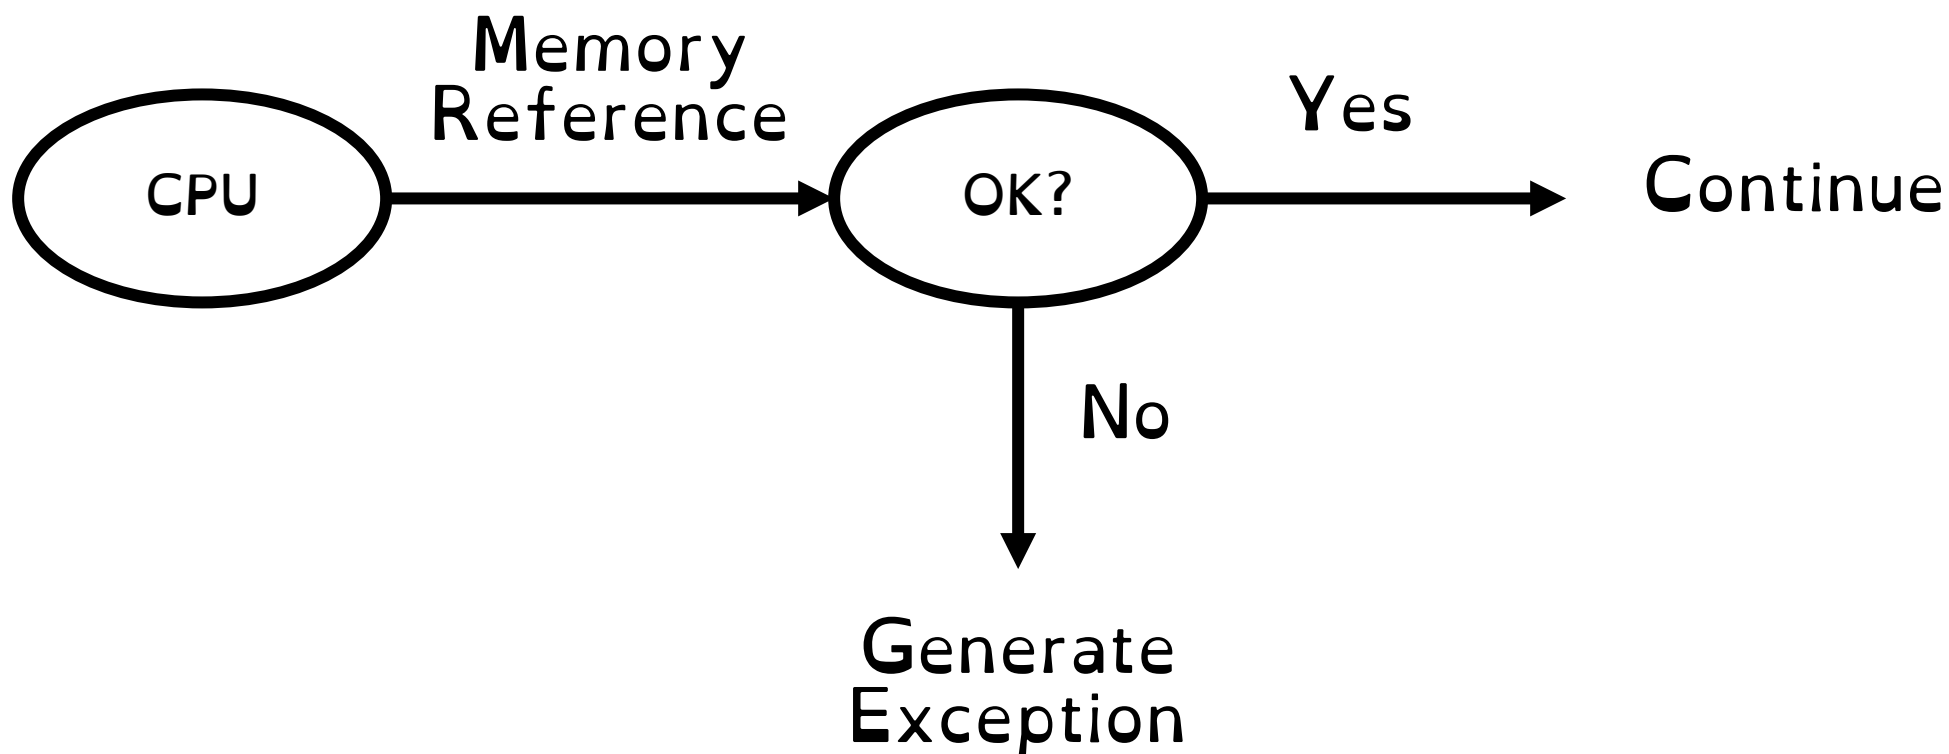 Memory
Reference
CPU
OK?
Yes
Continue
No
Generate
Exception